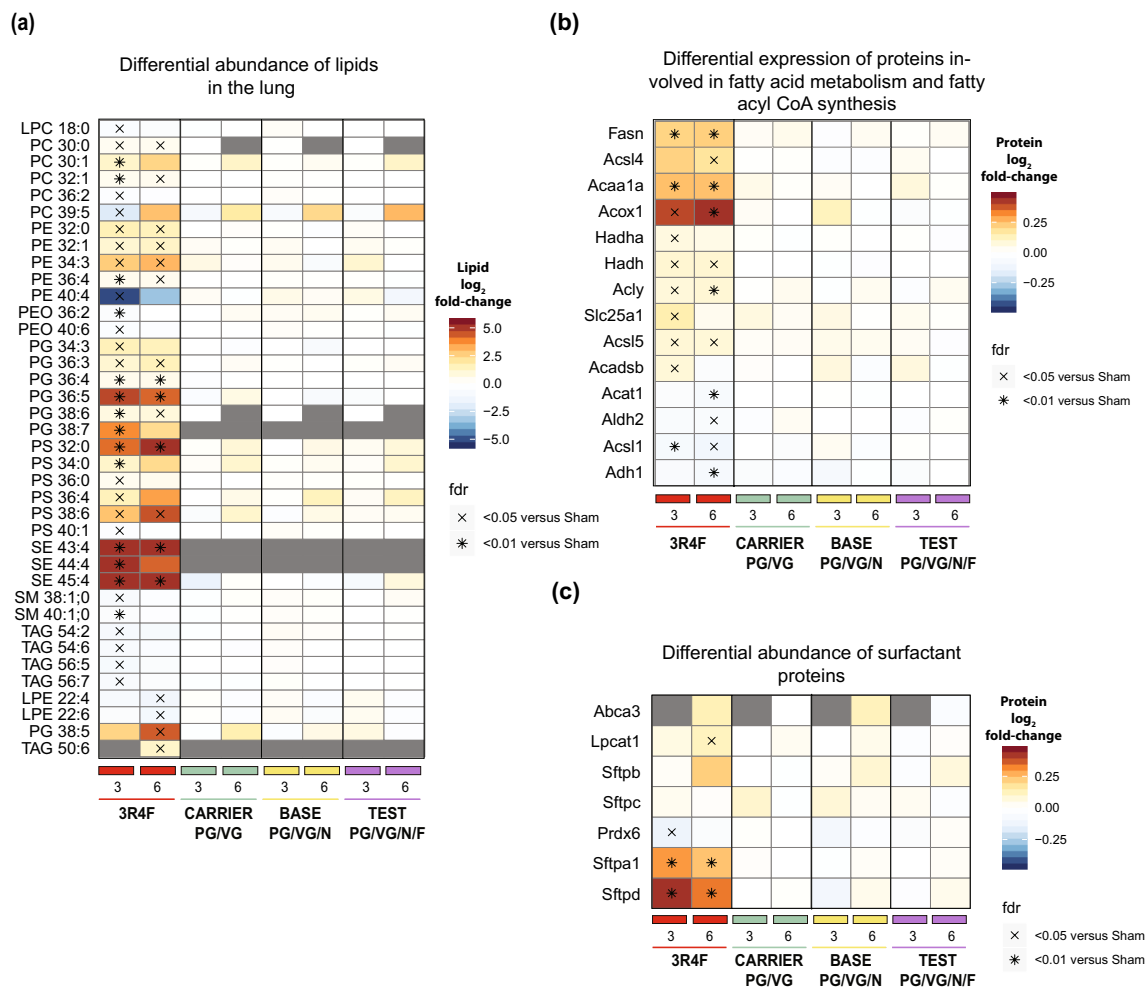 (a)
Differential abundance of lipids
in the lung
LPC 18:0
PC 30:0
PC 30:1
PC 32:1
PC 36:2
PC 39:5
PE 32:0
PE 32:1
PE 34:3
PE 36:4
PE 40:4
PEO 36:2
PEO 40:6
PG 34:3
PG 36:3
PG 36:4
PG 36:5
PG 38:6
PG 38:7
PS 32:0
PS 34:0
PS 36:0
PS 36:4
PS 38:6
PS 40:1
SE 43:4
SE 44:4
SE 45:4
SM 38:1;0
SM 40:1;0
TAG 54:2
TAG 54:6
TAG 56:5
TAG 56:7
LPE 22:4
LPE 22:6
PG 38:5
TAG 50:6
3 6 3 6 3 6 3 6
3R4F CARRIER BASE TEST
PG/VG PG/VG/N PG/VG/N/F
Lipid
log2
fold-change
5.0
2.5
0.0
−2.5
−5.0
fdr
<0.05 versus Sham
<0.01 versus Sham
(b)
Differential expression of proteins in-
volved in fatty acid metabolism and fatty
acyl CoA synthesis
Fasn
Acsl4
Acaa1a
Acox1
Hadha
Hadh
Acly
Slc25a1
Acsl5
Acadsb
Acat1
Aldh2
Acsl1
Adh1
3 6 3 6 3 6 3 6
3R4F CARRIER BASE TEST
PG/VG PG/VG/N PG/VG/N/F
Protein
log2
fold-change
0.25
0.00
−0.25
fdr
<0.05 versus Sham
<0.01 versus Sham
(c)
Differential abundance of surfactant
proteins
Abca3
Lpcat1
Sftpb
Sftpc
Prdx6
Sftpa1
Sftpd
3 6 3 6 3 6 3 6
3R4F CARRIER BASE TEST
PG/VG PG/VG/N PG/VG/N/F
Protein
log2
fold-change
0.25
0.00
−0.25
fdr
<0.05 versus Sham
<0.01 versus Sham